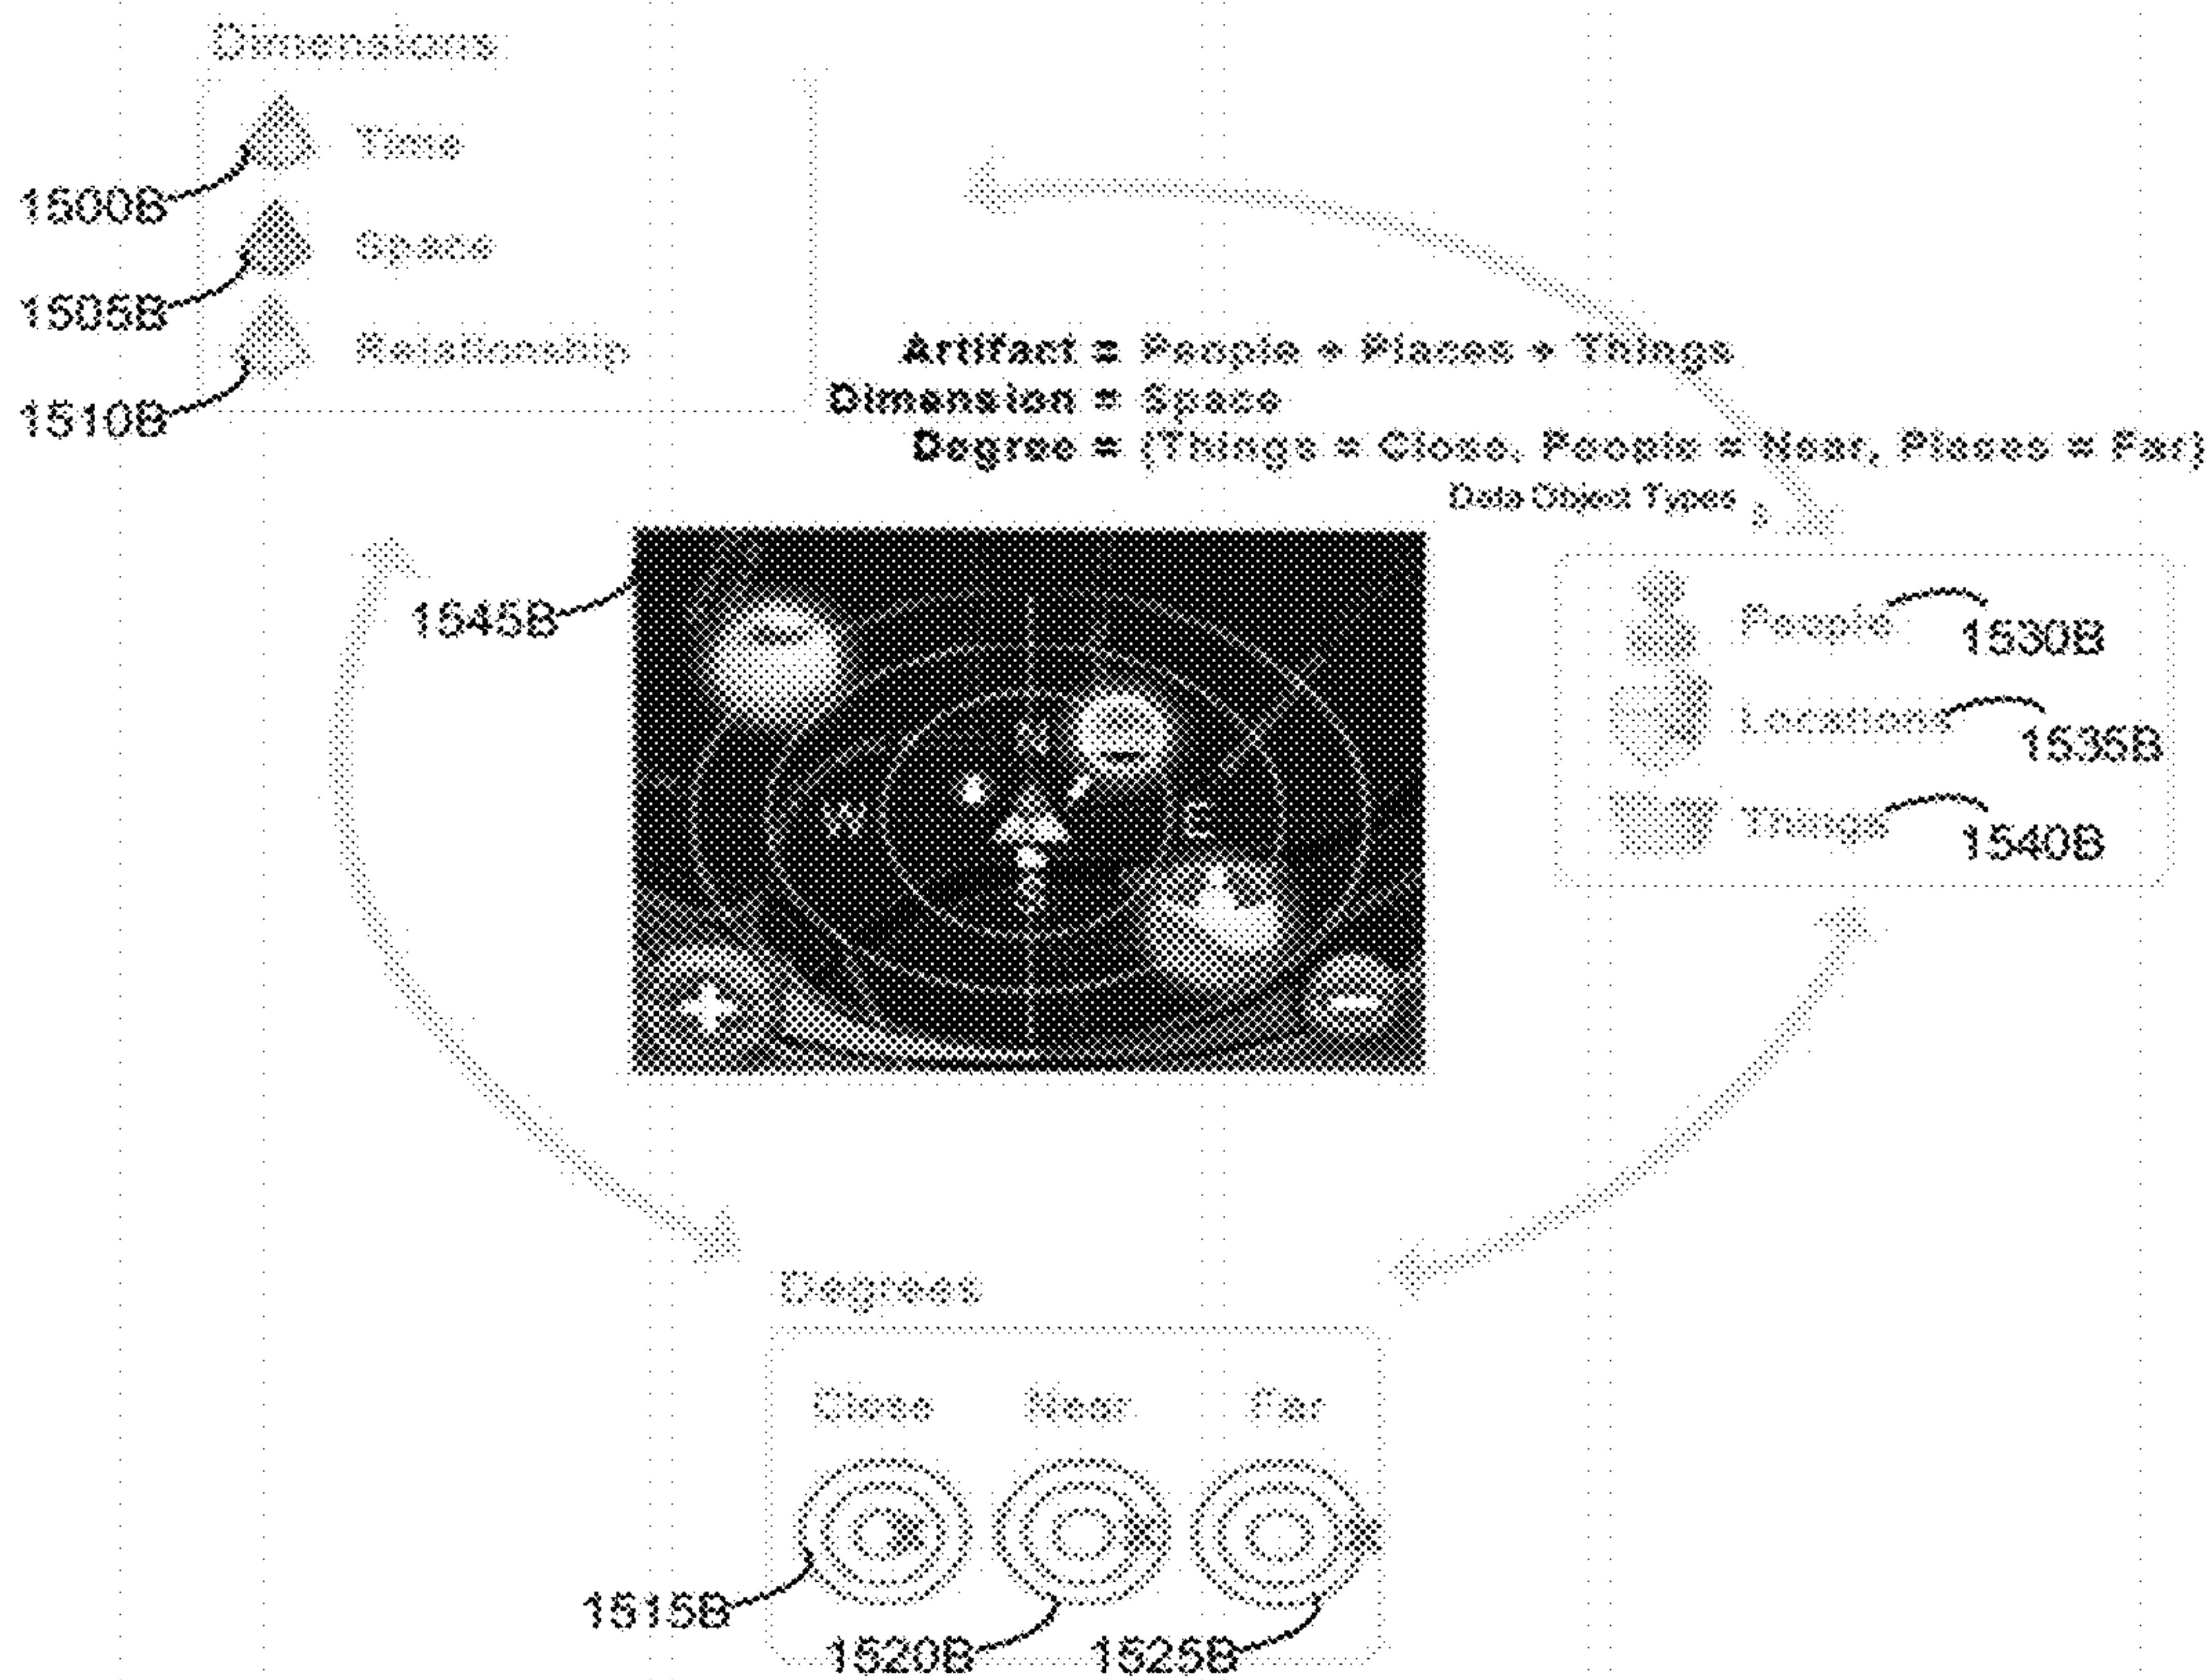 Dimensions
Time
1500B
Space
1505B
Relationship
1510B
Artifact = People + Places + Things
Dimension = Space
Degree = (Things = Close, People = Near, Places = Far)
Data Object Types
1545B
People
1530B
Locations
1535B
Things
1540B
N
W
E
Degrees
Close Near Far
1515B
1520B 1525B